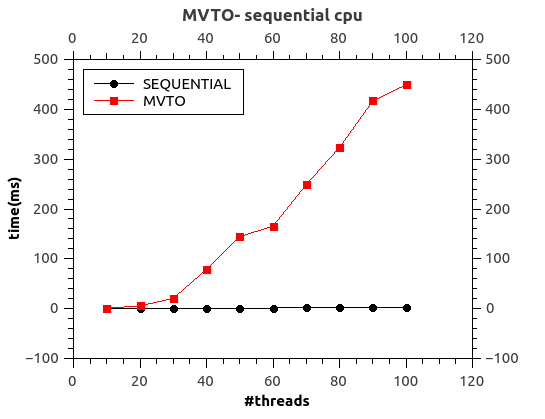 MVTO- sequential cpu
0 20 40 60 80 100 120
500 500
400 400
300 300
200 200
100 100
0 0
−100 −100
0 20 40 60 80 100 120
SEQUENTIAL
MVTO
time(ms)
#threads